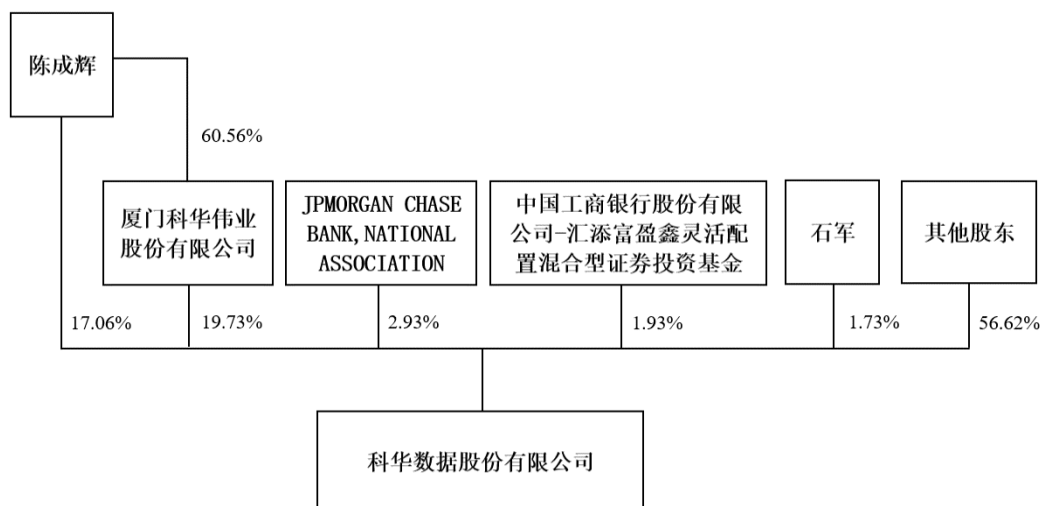 陈成辉
60.56%
厦门科华伟业
股份有限公司
JPMORGAN CHASE
BANK,NATIONAL
ASSOCIATION
中国工商银行股份有限
公司-汇添富盈鑫灵活配
置混合型证券投资基金
石军
其他股东
17.06%
19.73%
2.93%
1.93%
1.73%
56.62%
科华数据股份有限公司